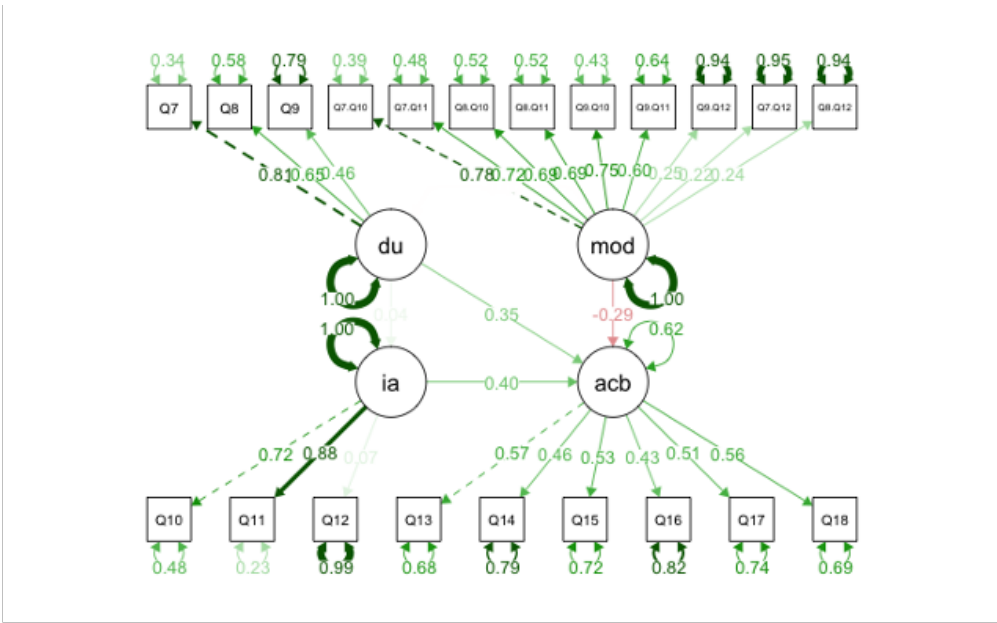 0.34 0.58 0.79 0.39 0.48 0.52 0.52 0.43 0.64 0.94 0.95 0.94
Q7 Q8 Q9 Q7.Q10 Q7.Q11 Q8.Q10 Q8.Q11 Q9.Q10 Q9.Q11 Q9.Q12 Q7.Q12 Q8.Q12
0.81 0.65 0.46 0.78 0.72 0.69 0.69 0.75 0.60 0.25 0.22 0.24
du mod
1.00 1.00
0.04 0.35 -0.29
1.00 0.62
ia 0.40 acb
0.72 0.88 0.07 0.57 0.46 0.53 0.43 0.51 0.56
Q10 Q11 Q12 Q13 Q14 Q15 Q16 Q17 Q18
0.48 0.23 0.99 0.68 0.79 0.72 0.82 0.74 0.69